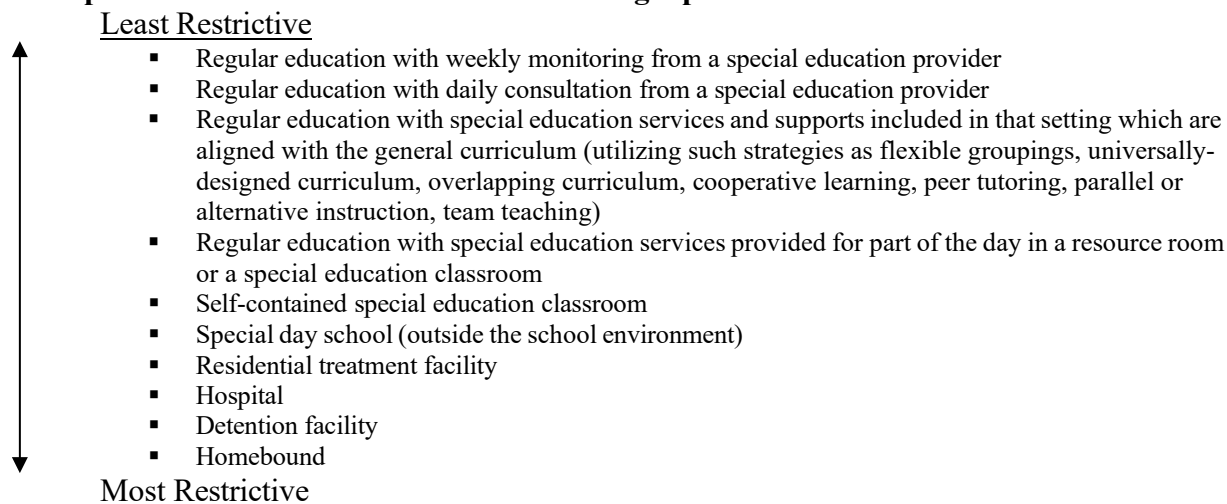 Least Restrictive
▪ Regular education with weekly monitoring from a special education provider
▪ Regular education with daily consultation from a special education provider
▪ Regular education with special education services and supports included in that setting which are
aligned with the general curriculum (utilizing such strategies as flexible groupings, universally-
designed curriculum, overlapping curriculum, cooperative learning, peer tutoring, parallel or
alternative instruction, team teaching)
▪ Regular education with special education services provided for part of the day in a resource room
or a special education classroom
▪ Self-contained special education classroom
▪ Special day school (outside the school environment)
▪ Residential treatment facility
▪ Hospital
▪ Detention facility
▪ Homebound
Most Restrictive